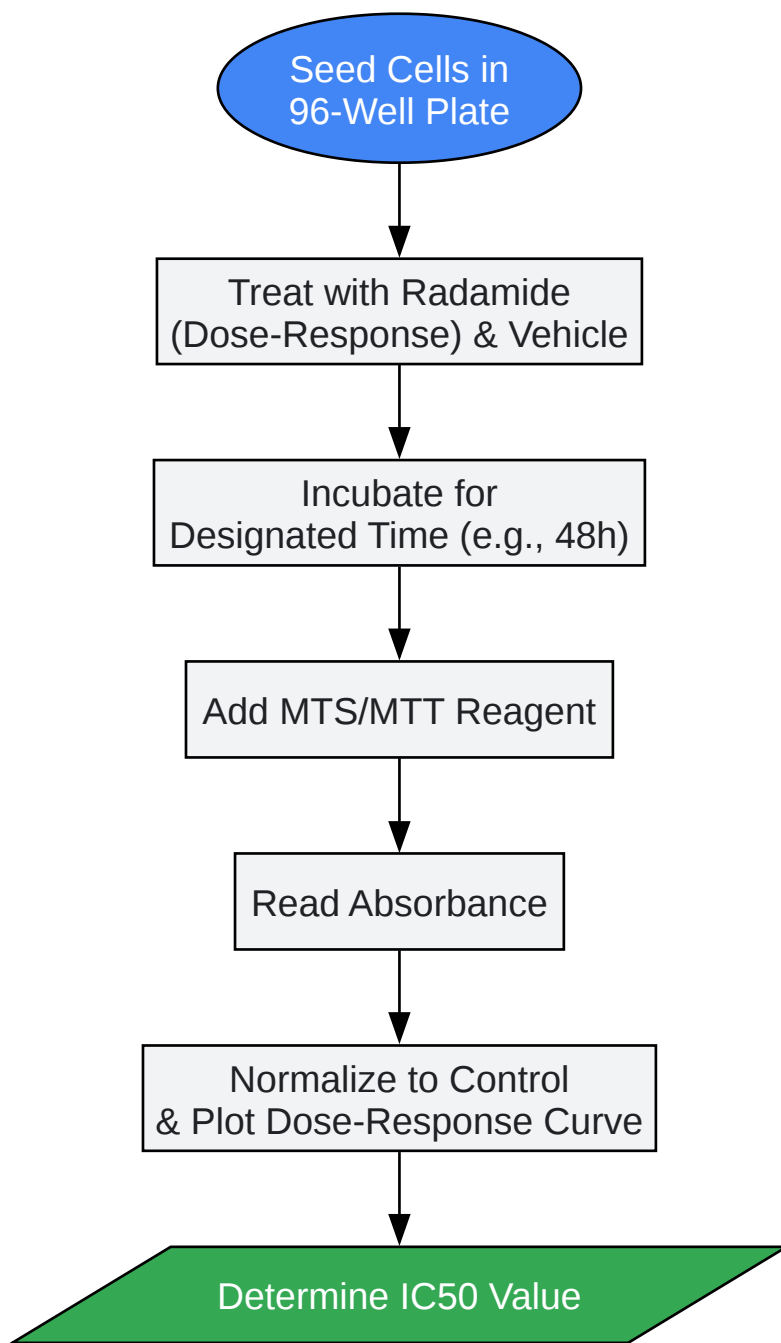 Seed Cells in
96-Well Plate
Treat with Radamide
(Dose-Response) & Vehicle
Incubate for
Designated Time (e.g., 48h)
Add MTS/MTT Reagent
Read Absorbance
Normalize to Control
& Plot Dose-Response Curve
Determine IC50 Value